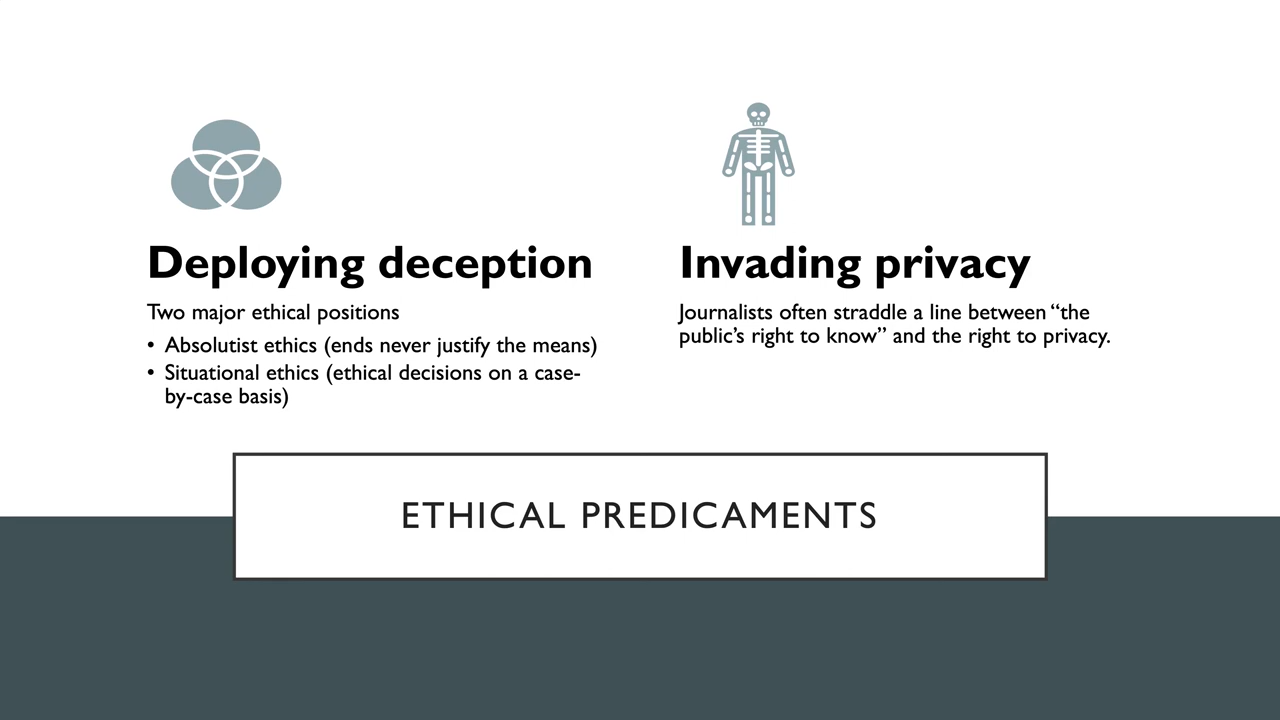 Deploying deception
Two major ethical positions
• Absolutist ethics (ends never justify the means)
• Situational ethics (ethical decisions on a case-
by-case basis)
Invading privacy
Journalists often straddle a line between “the
public’s right to know” and the right to privacy.
ETHICAL PREDICAMENTS